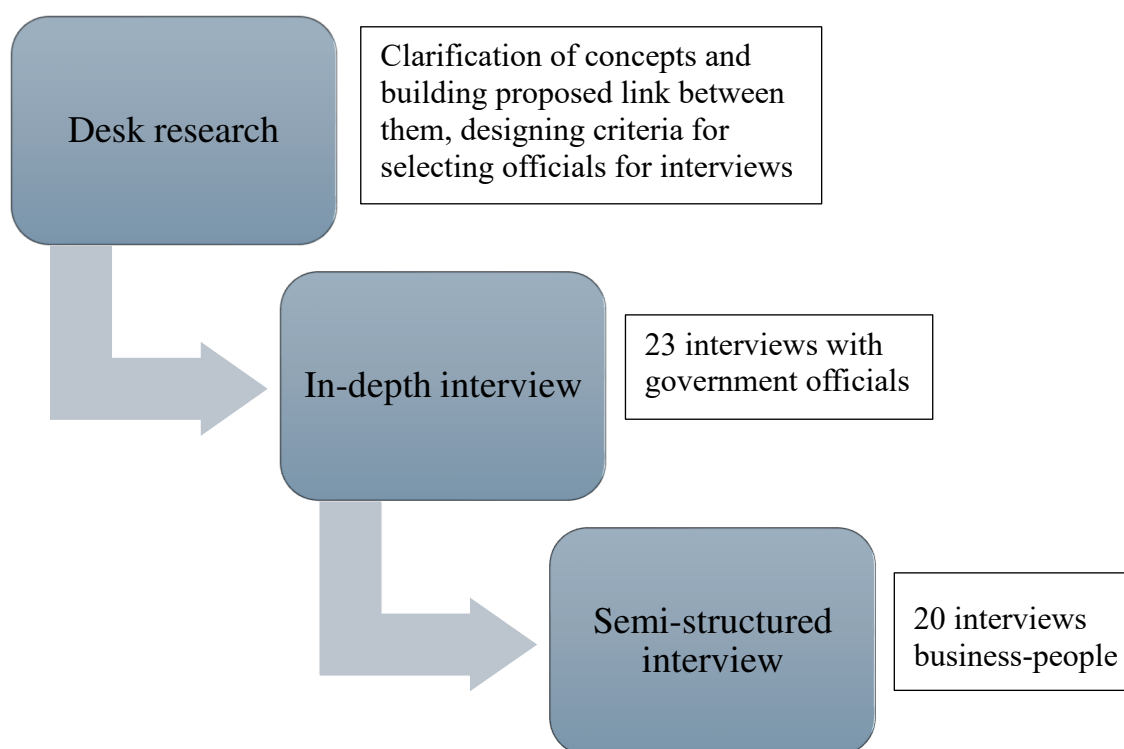 Desk research
Clarification of concepts and
building proposed link between
them, designing criteria for
selecting officials for interviews
In-depth interview
23 interviews with
government officials
Semi-structured
interview
20 interviews
business-people